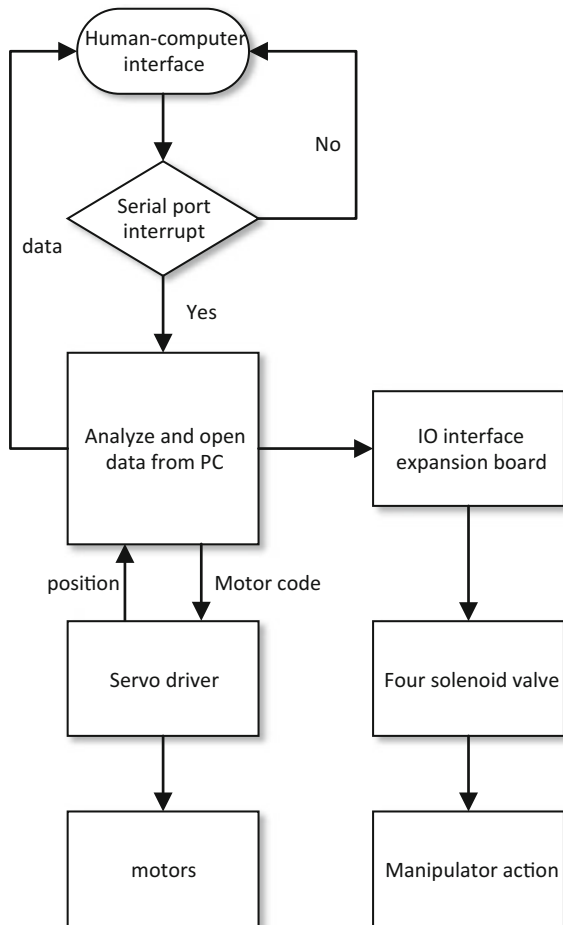 Human-computer
interface
No
Serial port
interrupt
data
Yes
Analyze and open
data from PC
IO interface
expansion board
position
Motor code
Servo driver
Four solenoid valve
motors
Manipulator action